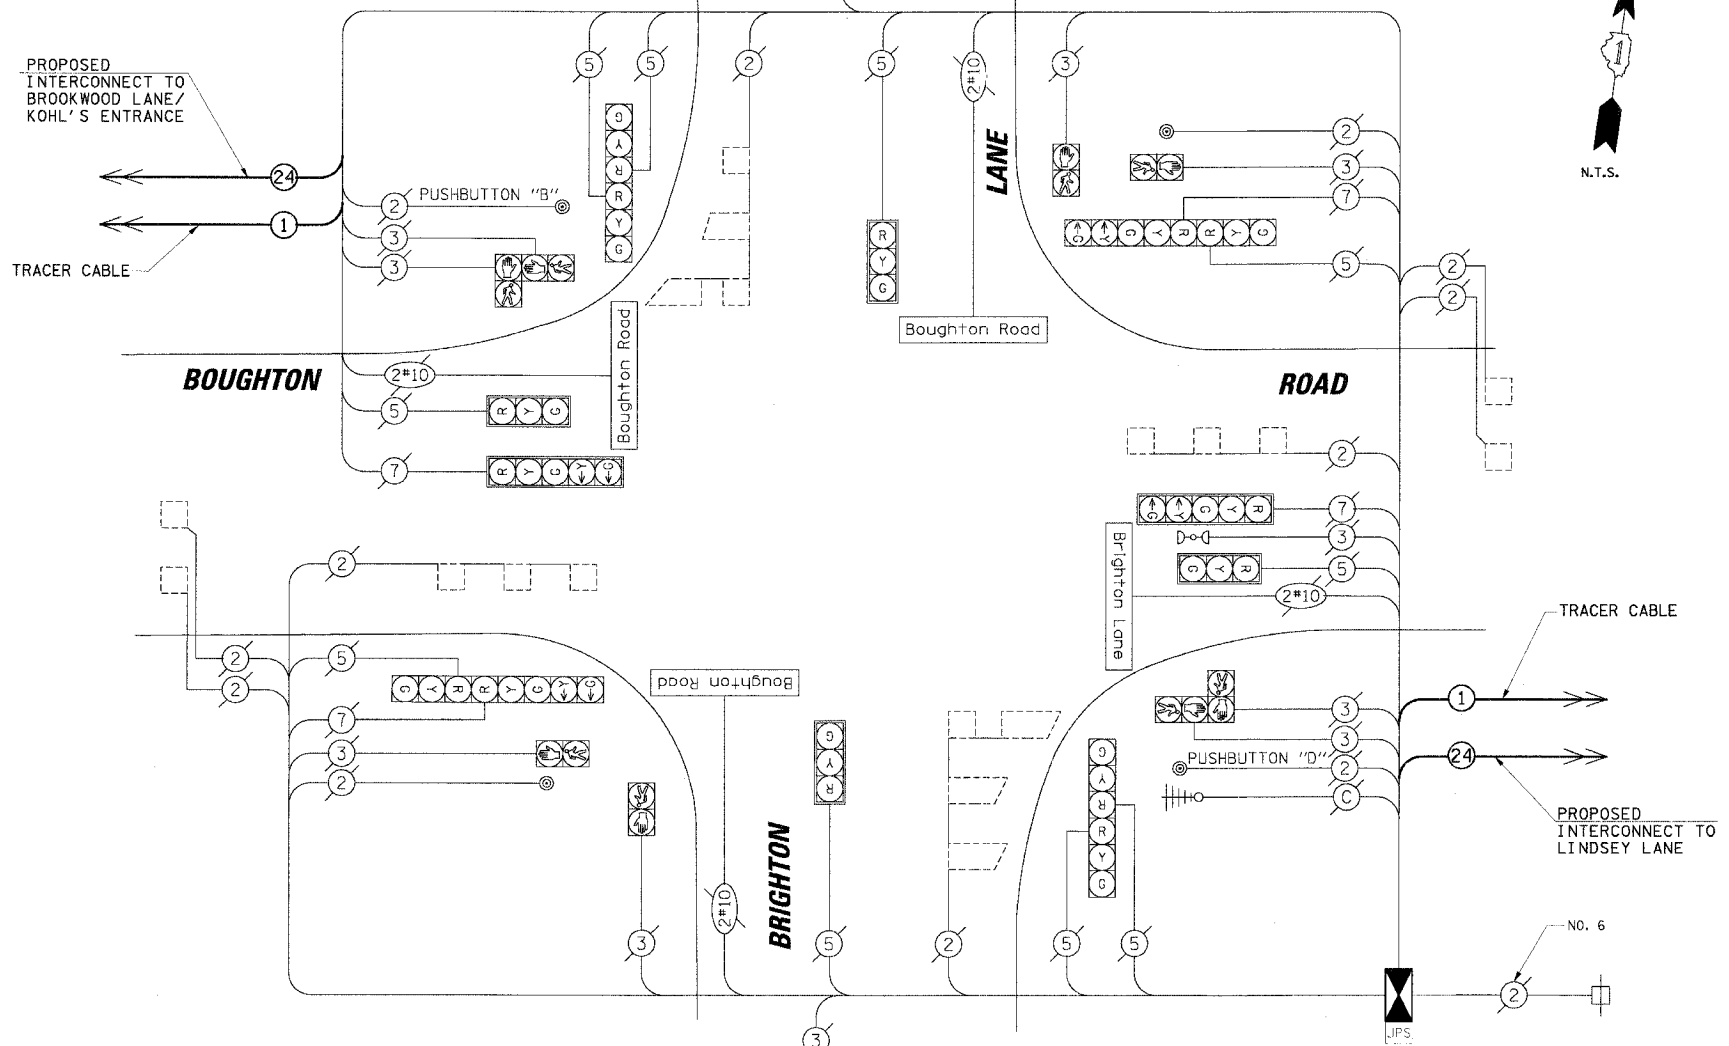 PROPOSED
INTERCONNECT TO
BROOKWOOD LANE/
KOHL'S ENTRANCE
24
1
TRACER CABLE
2
PUSHBUTTON "B"
3
3
5
5
2
5
2#10
3
G
Y
R
R
Y
G
R
Y
G
LANE
2
3
7
←G ←Y G Y R R Y G
5
2
2
1
N.T.S.
Boughton Road
Boughton Road
BOUGHTON
ROAD
2#10
5
R Y G
7
R Y G ←Y ←G
2
7
←G ←Y G Y R
3
5
G Y R
2#10
Brighton Lane
2
2
2
5
G Y R R Y G ←Y ←G
7
3
2
Boughton Road
2#10
3
BRIGHTON
G
Y
R
5
2
G
Y
R
R
Y
G
5
5
3
3
PUSHBUTTON "D"
2
C
TRACER CABLE
1
24
PROPOSED
INTERCONNECT TO
LINDSEY LANE
NO. 6
2
3
JPS